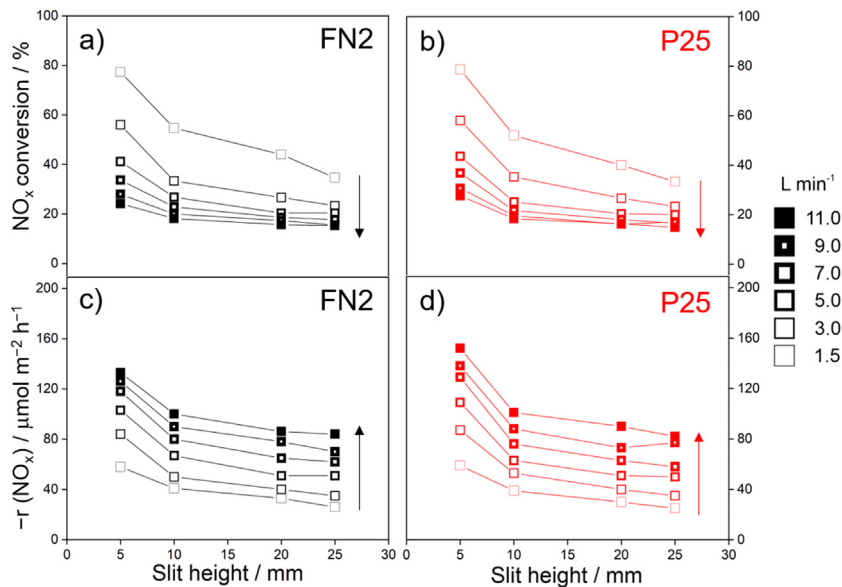 a) FN2
b) P25
NOₓ conversion / %
100
80
60
40
20
0
100
80
60
40
20
0
L min⁻¹
11.0
9.0
7.0
5.0
3.0
1.5
c) FN2
d) P25
−r (NOₓ) / μmol m⁻² h⁻¹
200
160
120
80
40
0
200
160
120
80
40
0
0 5 10 15 20 25 30
0 5 10 15 20 25 30
Slit height / mm
Slit height / mm